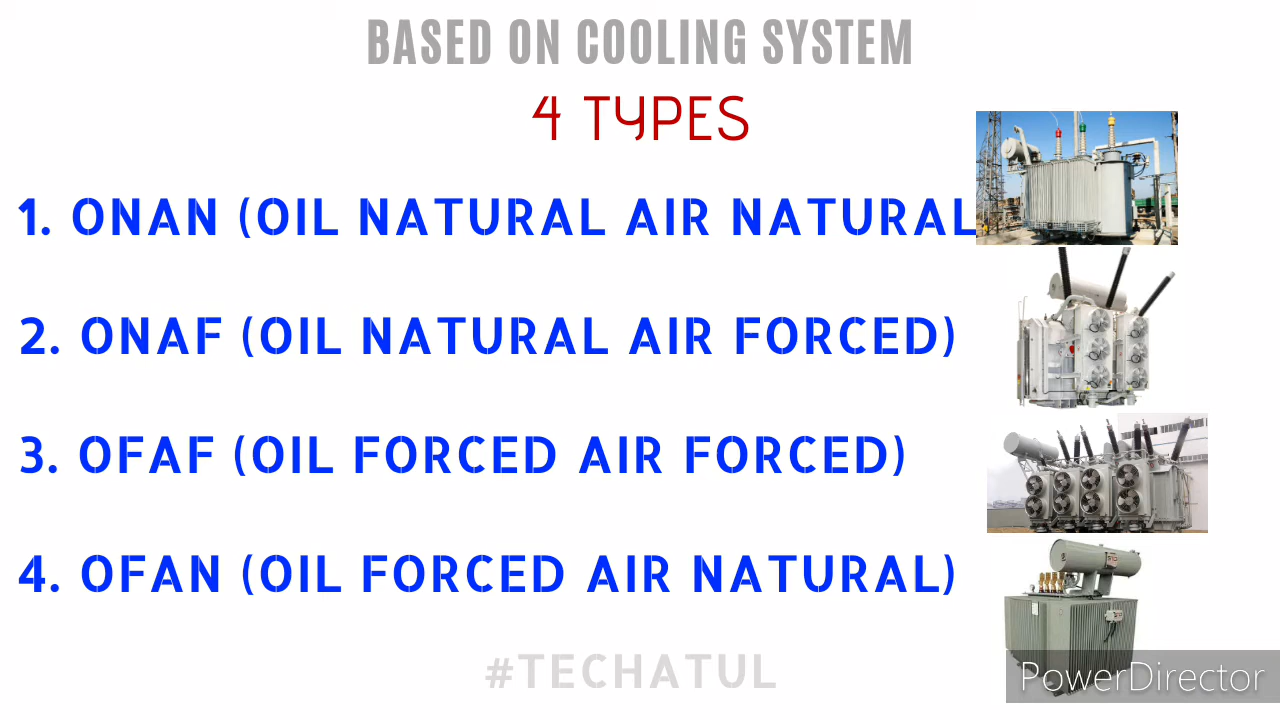 BASED ON COOLING SYSTEM
4 TYPES
1. ONAN (OIL NATURAL AIR NATURAL
2. ONAF (OIL NATURAL AIR FORCED)
3. OFAF (OIL FORCED AIR FORCED)
4. OFAN (OIL FORCED AIR NATURAL)
#TECHATUL
PowerDirector